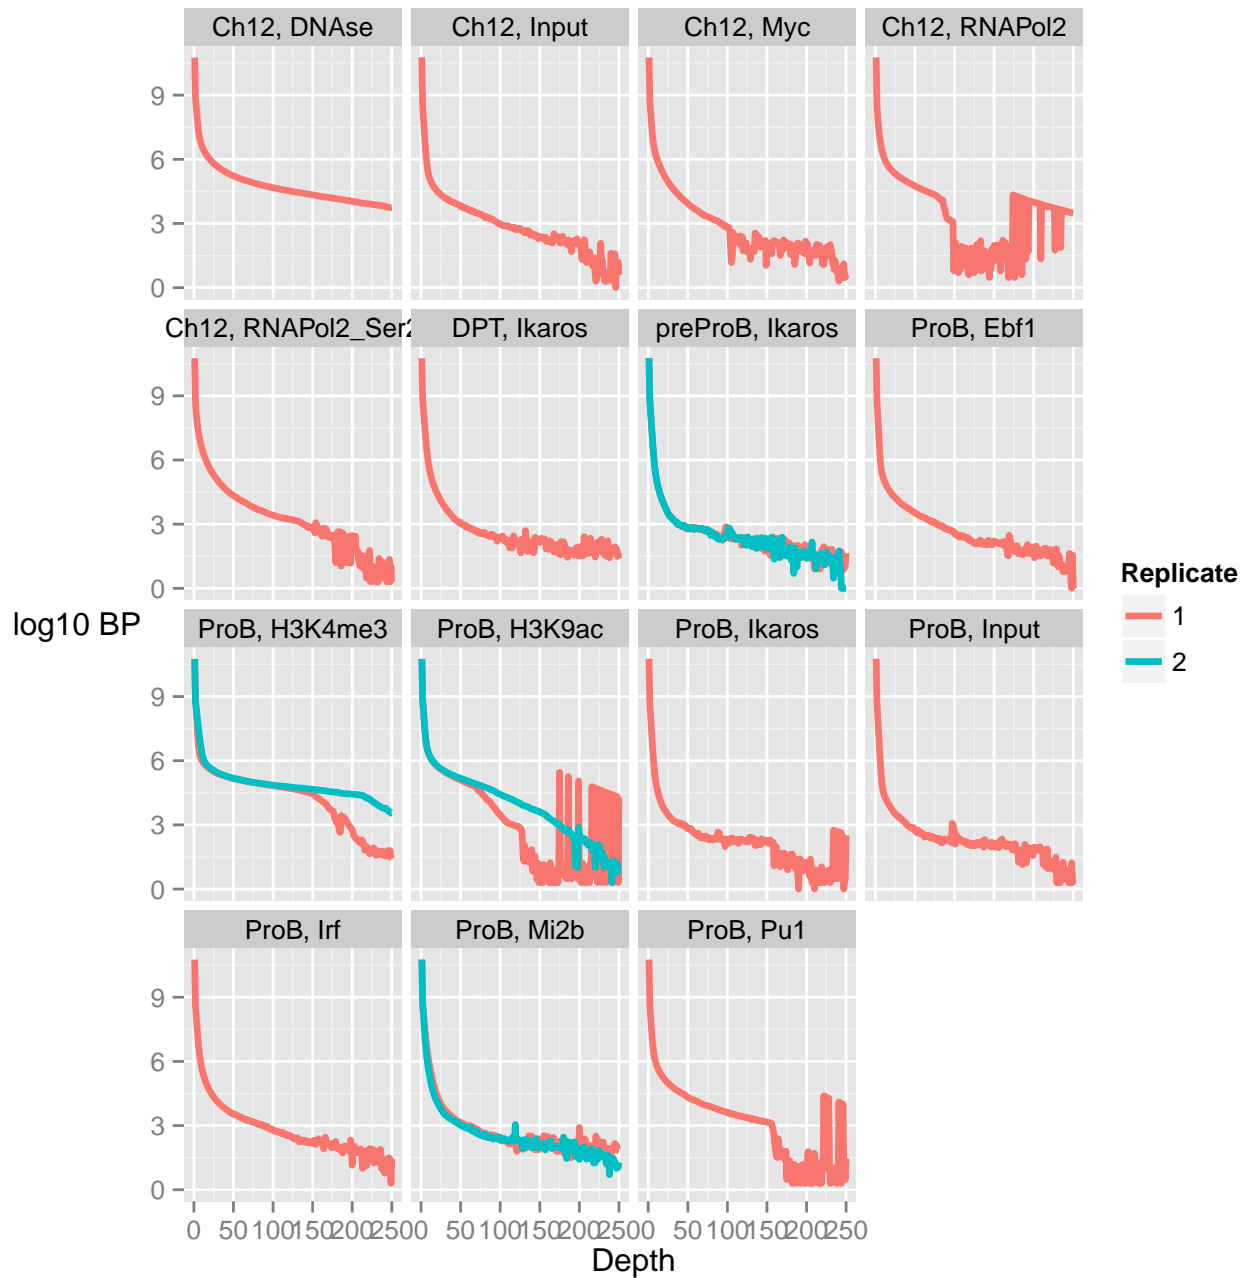 Ch12, DNAse Ch12, Input Ch12, Myc Ch12, RNAPol2
9
6
3
0
Ch12, RNAPol2_Ser2 DPT, Ikaros preProB, Ikaros ProB, Ebf1
9
6
3
0
Replicate
1
2
log10 BP
ProB, H3K4me3 ProB, H3K9ac ProB, Ikaros ProB, Input
9
6
3
0
ProB, Irf ProB, Mi2b ProB, Pu1
9
6
3
0
0 50 100 150 200 250 0 50 100 150 200 250 0 50 100 150 200 250
Depth